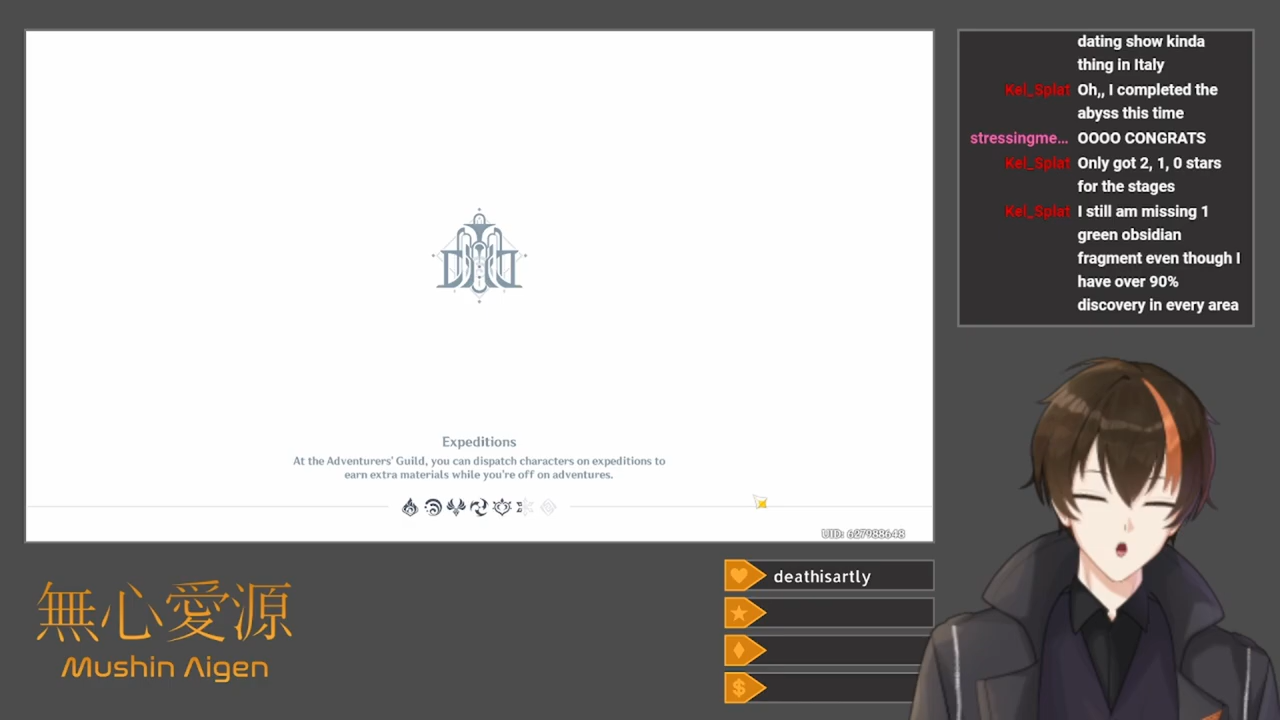 dating show kinda
thing in Italy
Kel_Splat Oh,, I completed the
abyss this time
stressingme... OOOO CONGRATS
Kel_Splat Only got 2, 1, 0 stars
for the stages
Kel_Splat I still am missing 1
green obsidian
fragment even though I
have over 90%
discovery in every area
Expeditions
At the Adventurers' Guild, you can dispatch characters on expeditions to
earn extra materials while you're off on adventures.
UID: 627988648
deathisartly
無心愛源
Mushin Aigen